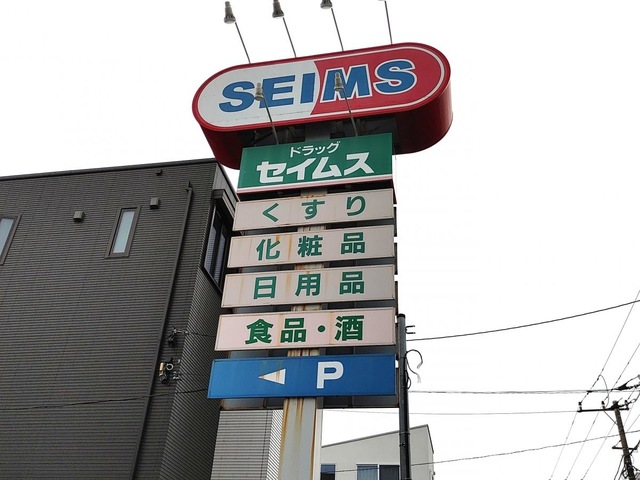 SEIMS
ドラッグ
セイムス
くすり
化粧品
日用品
食品・酒
P